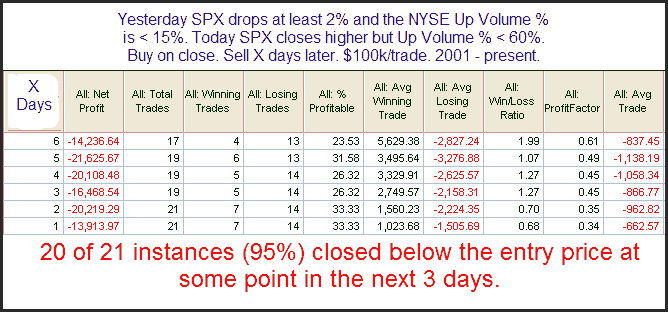 Yesterday SPX drops at least 2% and the NYSE Up Volume %
is < 15%. Today SPX closes higher but Up Volume % < 60%.
Buy on close. Sell X days later. $100k/trade. 2001 - present.
X Days All: Net Profit All: Total Trades All: Winning Trades All: Losing Trades All: % Profitable All: Avg Winning Trade All: Avg Losing Trade All: Win/Loss Ratio All: ProfitFactor All: Avg Trade
6 -14,236.64 17 4 13 23.53 5,629.38 -2,827.24 1.99 0.61 -837.45
5 -21,625.67 19 6 13 31.58 3,495.64 -3,276.88 1.07 0.49 -1,138.19
4 -20,108.48 19 5 14 26.32 3,329.91 -2,625.57 1.27 0.45 -1,058.34
3 -16,468.54 19 5 14 26.32 2,749.57 -2,158.31 1.27 0.45 -866.77
2 -20,219.29 21 7 14 33.33 1,560.23 -2,224.35 0.70 0.35 -962.82
1 -13,913.97 21 7 14 33.33 1,023.68 -1,505.69 0.68 0.34 -662.57
20 of 21 instances (95%) closed below the entry price at
some point in the next 3 days.